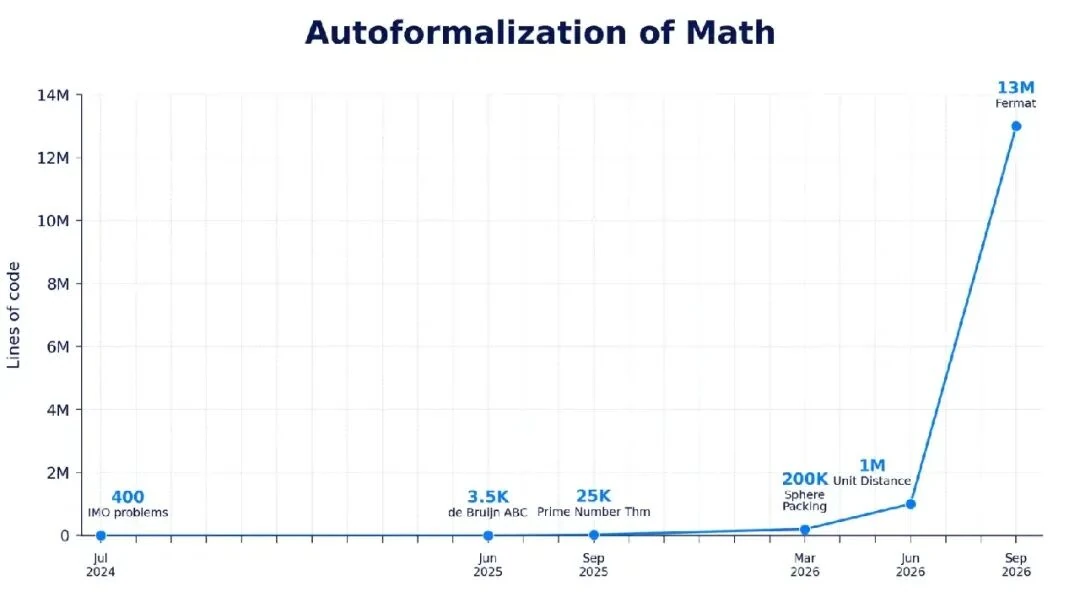 Autoformalization of Math
14M
12M
10M
8M
6M
4M
2M
0
Lines of code
400
IMO problems
3.5K
de Bruijn ABC
25K
Prime Number Thm
200K
Sphere
Packing
1M
Unit Distance
13M
Fermat
Jul
2024
Jun
2025
Sep
2025
Mar
2026
Jun
2026
Sep
2026